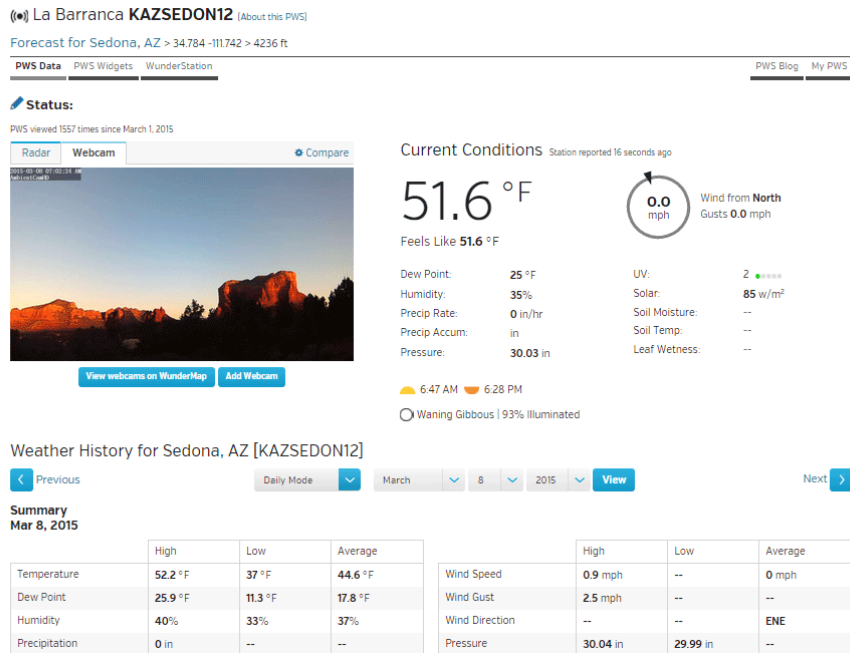 La Barranca KAZSEDON12 (About this PWS)
Forecast for Sedona, AZ > 34.784 -111.742 > 4236 ft
PWS Data PWS Widgets WunderStation PWS Blog My PWS
Status:
PWS viewed 1557 times since March 1, 2015
Radar Webcam Compare
2015-03-08 07:02:24 AM
AmbientCamHD
View webcams on WunderMap Add Webcam
Current Conditions Station reported 16 seconds ago
51.6 °F
Feels Like 51.6 °F
0.0
mph
Wind from North
Gusts 0.0 mph
Dew Point: 25 °F
Humidity: 35%
Precip Rate: 0 in/hr
Precip Accum: in
Pressure: 30.03 in
UV: 2
Solar: 85 w/m²
Soil Moisture: --
Soil Temp: --
Leaf Wetness: --
6:47 AM 6:28 PM
Waning Gibbous | 93% Illuminated
Weather History for Sedona, AZ [KAZSEDON12]
Previous Daily Mode March 8 2015 View Next
Summary
Mar 8, 2015
High Low Average
Temperature 52.2 °F 37 °F 44.6 °F
Dew Point 25.9 °F 11.3 °F 17.8 °F
Humidity 40% 33% 37%
Precipitation 0 in -- --
High Low Average
Wind Speed 0.9 mph -- 0 mph
Wind Gust 2.5 mph -- --
Wind Direction -- -- ENE
Pressure 30.04 in 29.99 in --